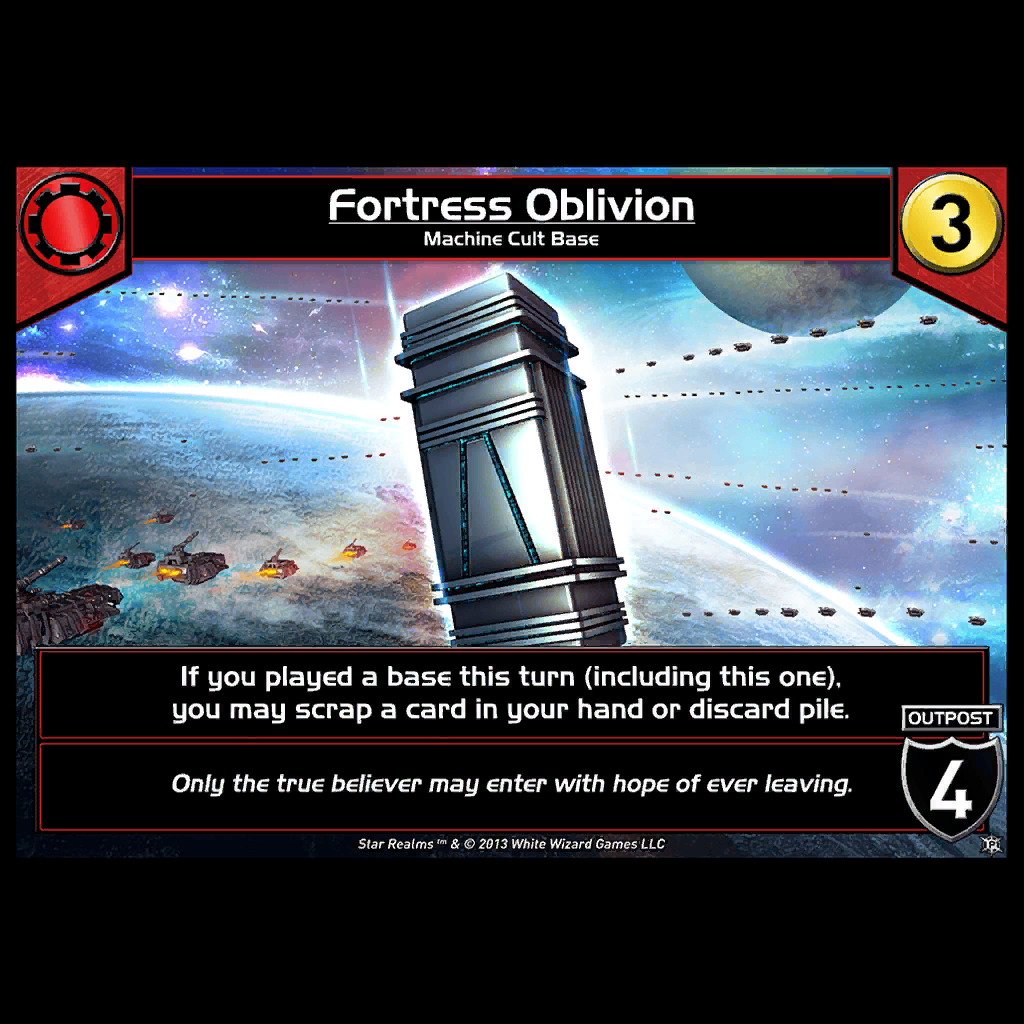 Fortress Oblivion
Machine Cult Base
3
If you played a base this turn (including this one),
you may scrap a card in your hand or discard pile.
OUTPOST
4
Only the true believer may enter with hope of ever leaving.
Star Realms™ & © 2013 White Wizard Games LLC